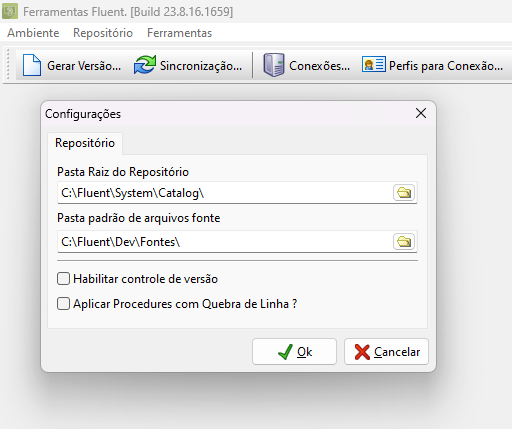 Ferramentas Fluent. [Build 23.8.16.1659]
Ambiente Repositório Ferramentas
Gerar Versão... Sincronização... Conexões... Perfis para Conexão...
Configurações
Repositório
Pasta Raiz do Repositório
C:\Fluent\System\Catalog\
Pasta padrão de arquivos fonte
C:\Fluent\Dev\Fontes\
Habilitar controle de versão
Aplicar Procedures com Quebra de Linha ?
Ok Cancelar